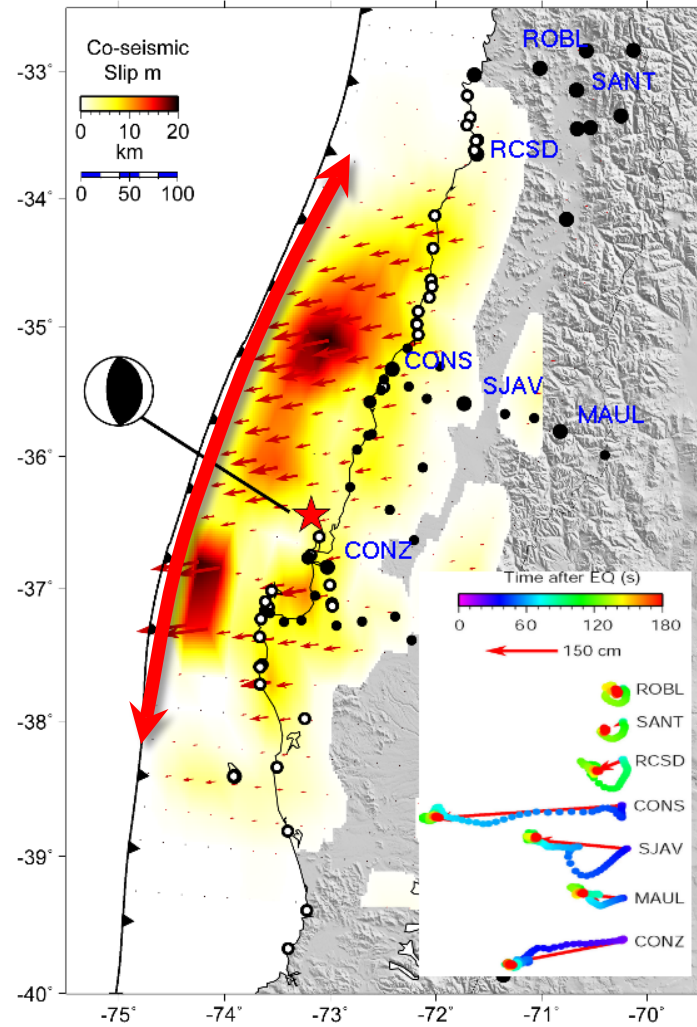 Co-seismic
Slip m
0 10 20
km
0 50 100
-33°
-34°
-35°
-36°
-37°
-38°
-39°
-40°
-75°
-74°
-73°
-72°
-71°
-70°
ROBL
SANT
RCSD
CONS
SJAV
MAUL
CONZ
Time after EQ (s)
0 60 120 180
150 cm
ROBL
SANT
RCSD
CONS
SJAV
MAUL
CONZ